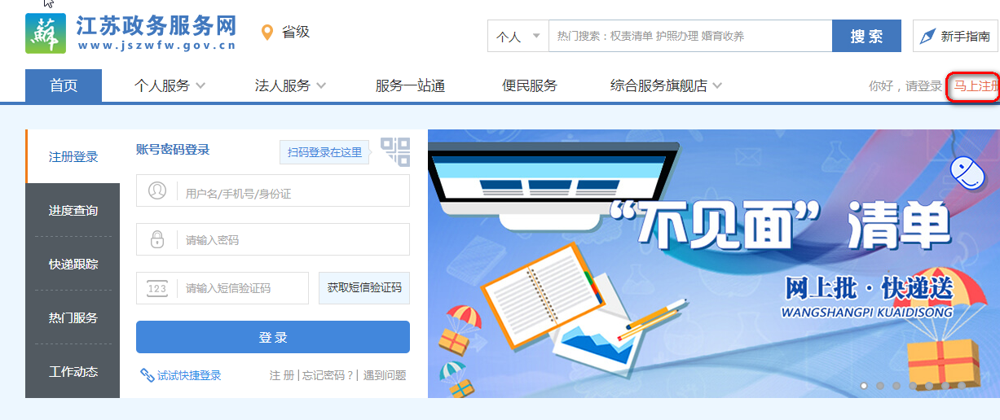 江苏政务服务网
www.jszwfw.gov.cn
省级
个人
热门搜索：权责清单 护照办理 婚育收养
搜 索
新手指南
首页
个人服务
法人服务
服务一站通
便民服务
综合服务旗舰店
你好，请登录
马上注册
注册登录
进度查询
快递跟踪
热门服务
工作动态
账号密码登录
扫码登录在这里
用户名/手机号/身份证
请输入密码
123
请输入短信验证码
获取短信验证码
登 录
试试快捷登录
注 册 | 忘记密码？| 遇到问题
“不见面”清单
网上批·快递送
WANGSHANGPI KUAIDISONG